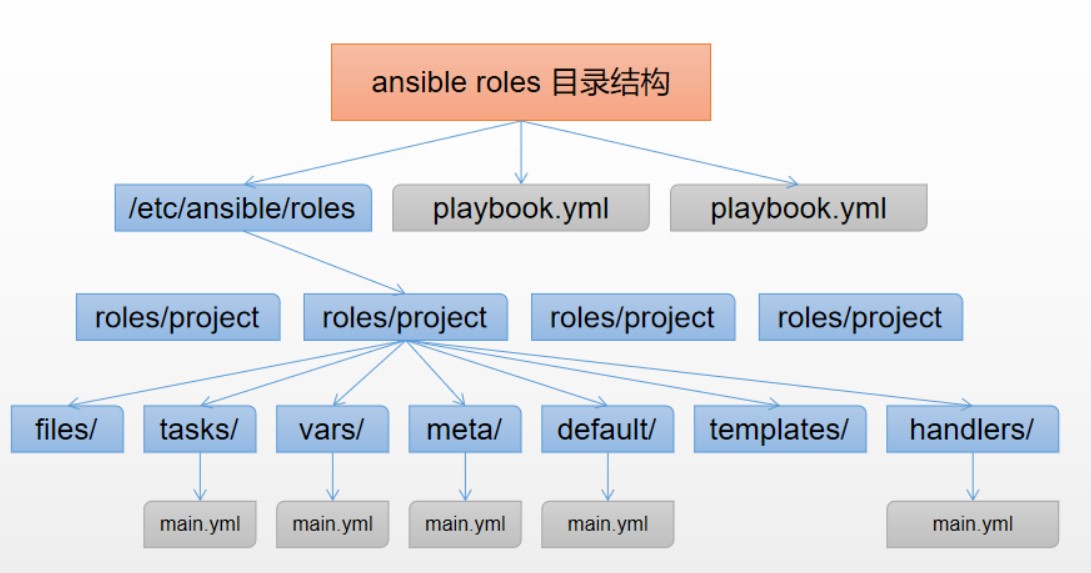 ansible roles 目录结构
/etc/ansible/roles
playbook.yml
playbook.yml
roles/project
roles/project
roles/project
roles/project
files/
tasks/
vars/
meta/
default/
templates/
handlers/
main.yml
main.yml
main.yml
main.yml
main.yml